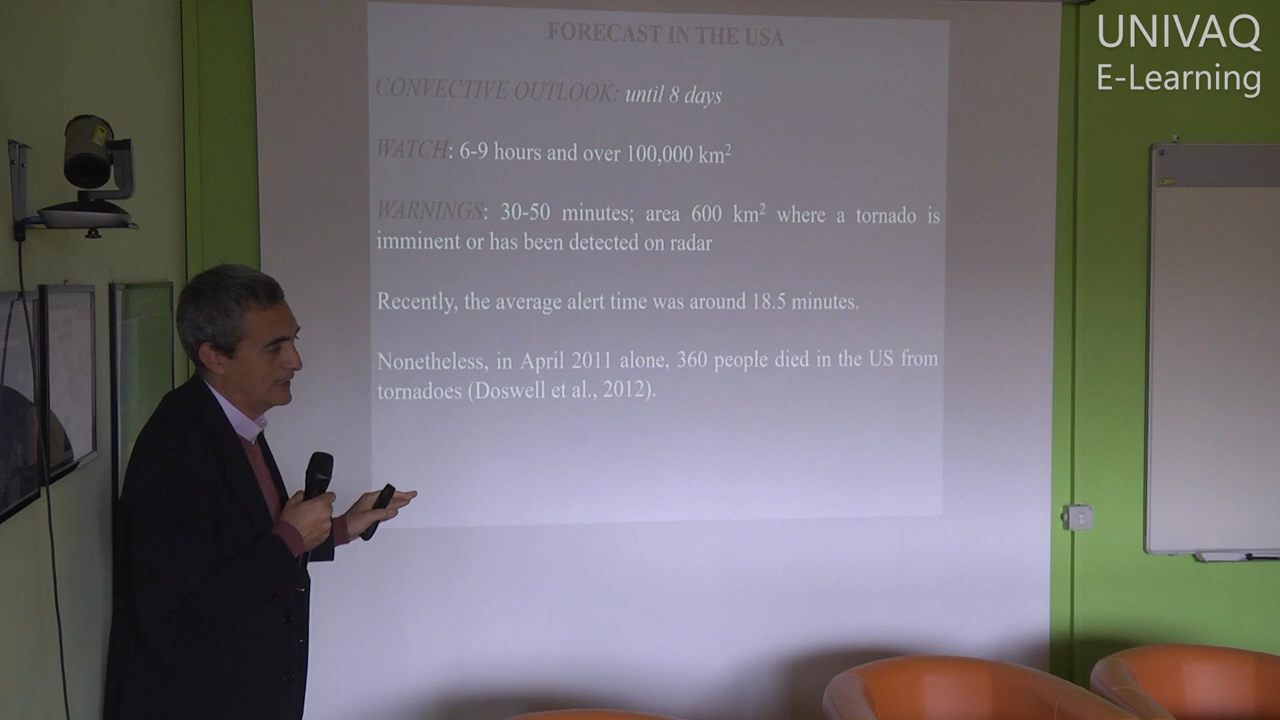 UNIVAQ
E-Learning
FORECAST IN THE USA
CONVECTIVE OUTLOOK: until 8 days
WATCH: 6-9 hours and over 100,000 km²
WARNINGS: 30-50 minutes; area 600 km² where a tornado is
imminent or has been detected on radar
Recently, the average alert time was around 18.5 minutes.
Nonetheless, in April 2011 alone, 360 people died in the US from
tornadoes (Doswell et al., 2012).